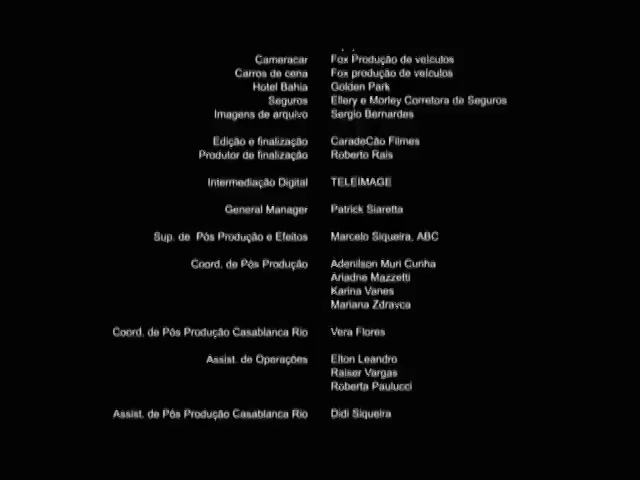 Cameracar Fox Produção de veículos
Carros de cena Fox produção de veículos
Hotel Bahia Golden Park
Seguros Ellery e Morley Corretora de Seguros
Imagens de arquivo Sergio Bernardes
Edição e finalização CaradeCão Filmes
Produtor de finalização Roberto Rais
Intermediação Digital TELEIMAGE
General Manager Patrick Siaretta
Sup. de Pós Produção e Efeitos Marcelo Siqueira, ABC
Coord. de Pós Produção Adenilson Muri Cunha
Ariadne Mazzetti
Karina Vanes
Mariana Zdravca
Coord. de Pós Produção Casablanca Rio Vera Flores
Assist. de Operações Elton Leandro
Raiser Vargas
Roberta Paulucci
Assist. de Pós Produção Casablanca Rio Didi Siqueira